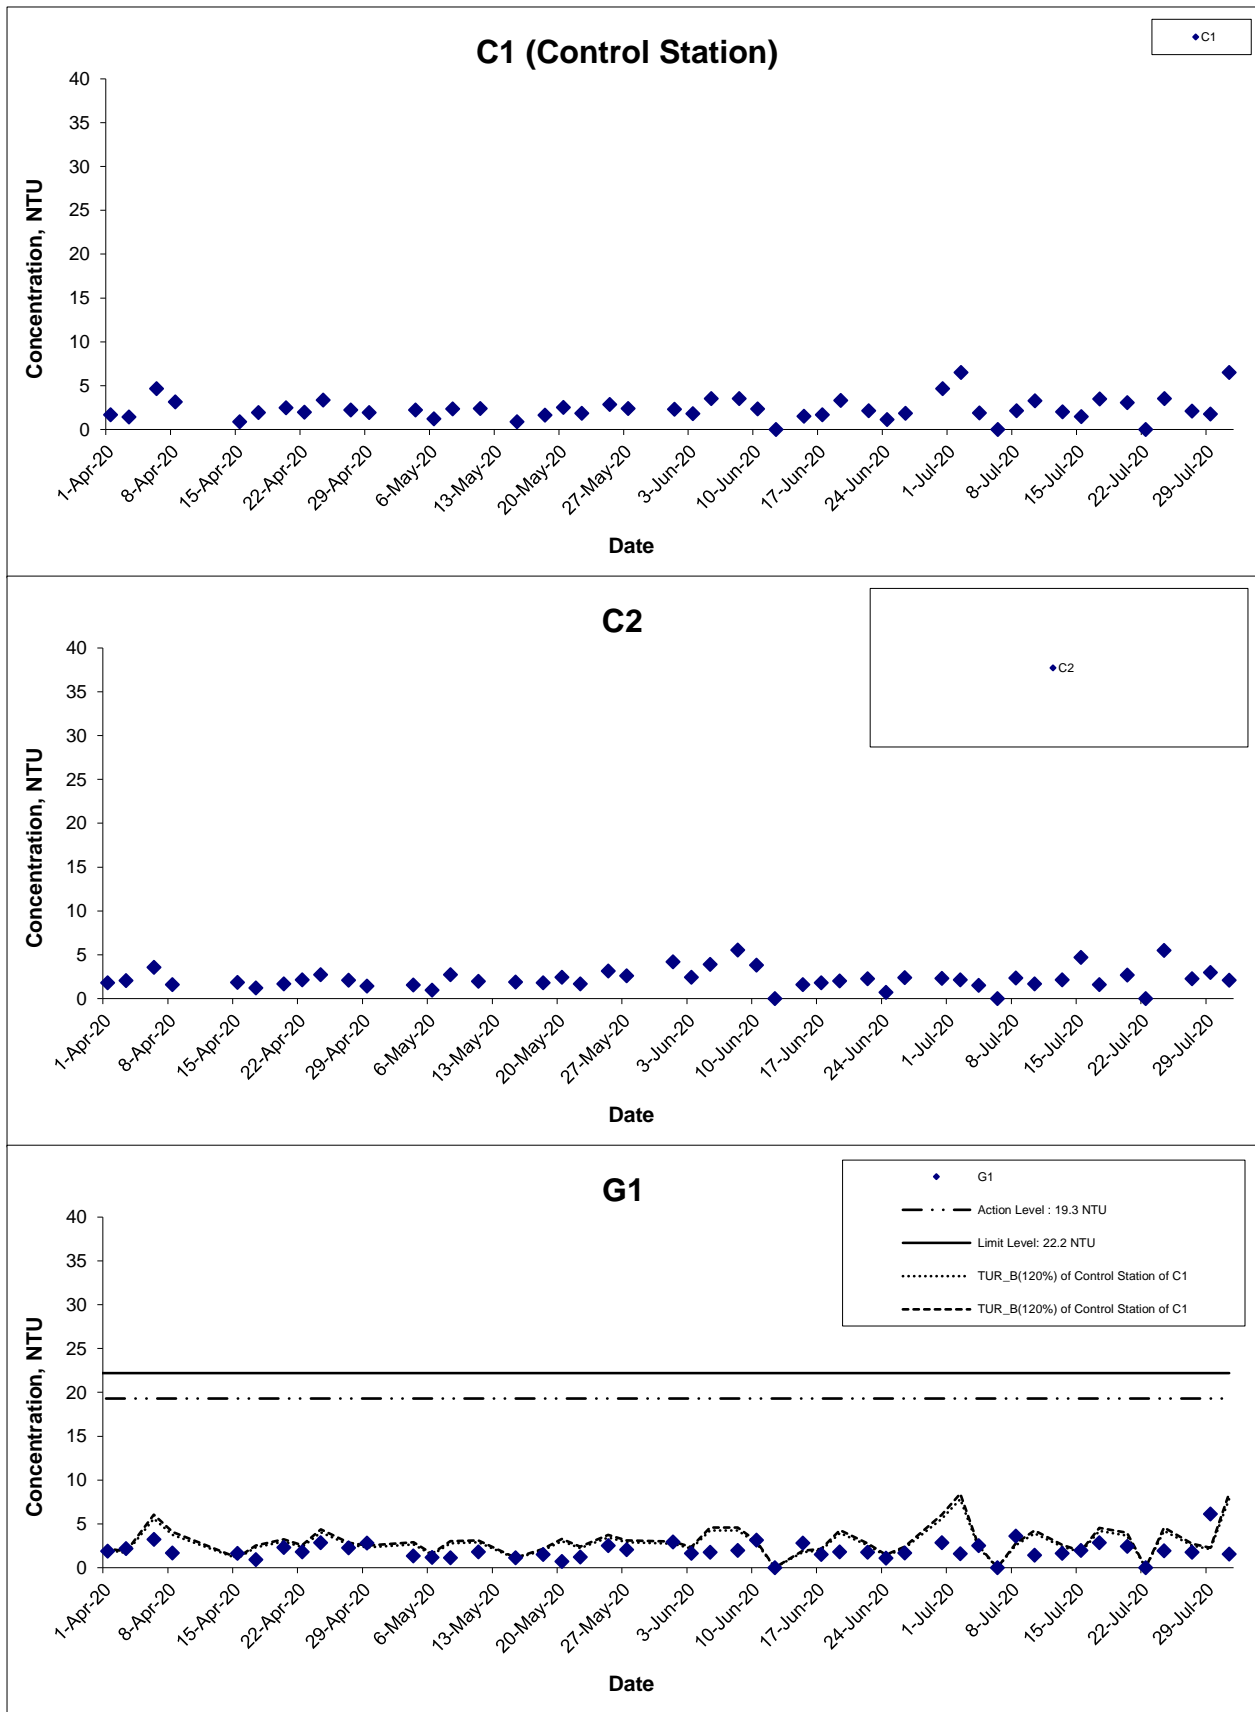 C1 (Control Station)
C1
Concentration, NTU
40
35
30
25
20
15
10
5
0
1-Apr-20
8-Apr-20
15-Apr-20
22-Apr-20
29-Apr-20
6-May-20
13-May-20
20-May-20
27-May-20
3-Jun-20
10-Jun-20
17-Jun-20
24-Jun-20
1-Jul-20
8-Jul-20
15-Jul-20
22-Jul-20
29-Jul-20
Date
C2
C2
Concentration, NTU
40
35
30
25
20
15
10
5
0
1-Apr-20
8-Apr-20
15-Apr-20
22-Apr-20
29-Apr-20
6-May-20
13-May-20
20-May-20
27-May-20
3-Jun-20
10-Jun-20
17-Jun-20
24-Jun-20
1-Jul-20
8-Jul-20
15-Jul-20
22-Jul-20
29-Jul-20
Date
G1
G1
Action Level : 19.3 NTU
Limit Level: 22.2 NTU
TUR_B(120%) of Control Station of C1
TUR_B(120%) of Control Station of C1
Concentration, NTU
40
35
30
25
20
15
10
5
0
1-Apr-20
8-Apr-20
15-Apr-20
22-Apr-20
29-Apr-20
6-May-20
13-May-20
20-May-20
27-May-20
3-Jun-20
10-Jun-20
17-Jun-20
24-Jun-20
1-Jul-20
8-Jul-20
15-Jul-20
22-Jul-20
29-Jul-20
Date